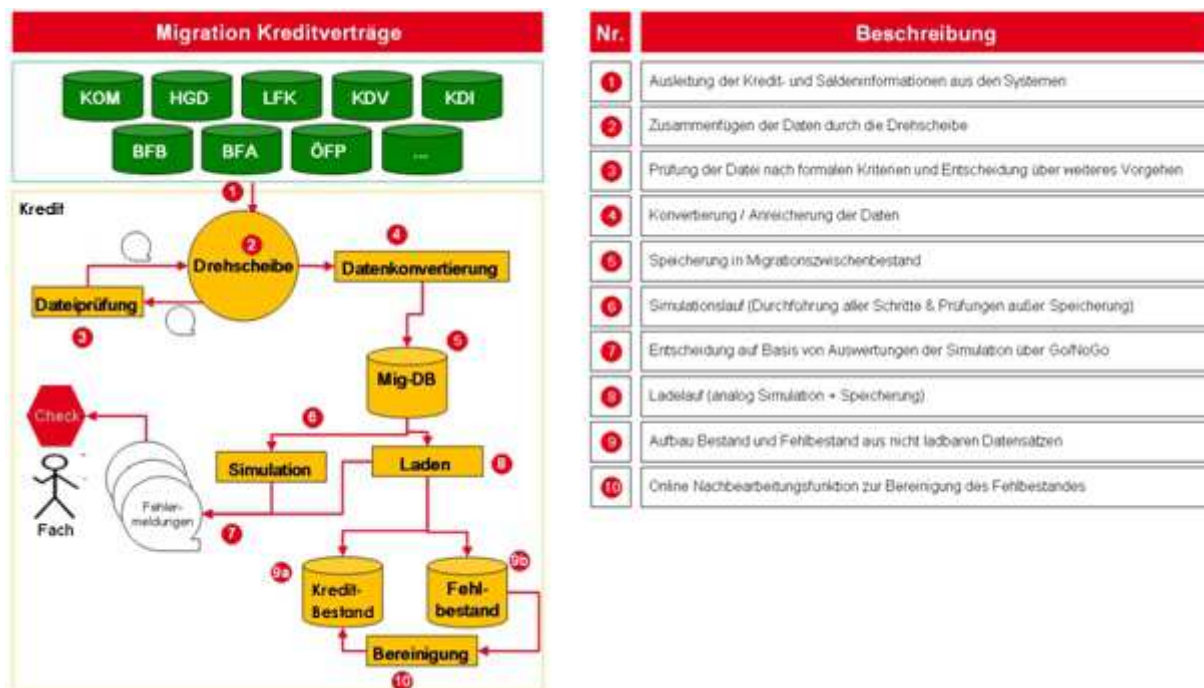 Migration Kreditverträge
KOM HGD LFK KDV KDI
BFB BFA ÖFP ...
1
Kredit
2
Drehscheibe
4
Datenkonvertierung
Dateiprüfung
3
5
Mig-DB
Check
6
Simulation
Laden
8
Fehler-
meldungen
7
Fach
9a
9b
Kredit-
Bestand
Fehl-
bestand
Bereinigung
10
Nr. Beschreibung
1 Ausleitung der Kredit- und Saldeninformationen aus den Systemen
2 Zusammenfügen der Daten durch die Drehscheibe
3 Prüfung der Datei nach formalen Kriterien und Entscheidung über weiteres Vorgehen
4 Konvertierung / Anreicherung der Daten
5 Speicherung in Migrationszwischenbestand
6 Simulationslauf (Durchführung aller Schritte & Prüfungen außer Speicherung)
7 Entscheidung auf Basis von Auswertungen der Simulation über Go/NoGo
8 Ladelauf (analog Simulation + Speicherung)
9 Aufbau Bestand und Fehlbestand aus nicht ladbaren Datensätzen
10 Online Nachbearbeitungsfunktion zur Bereinigung des Fehlbestandes